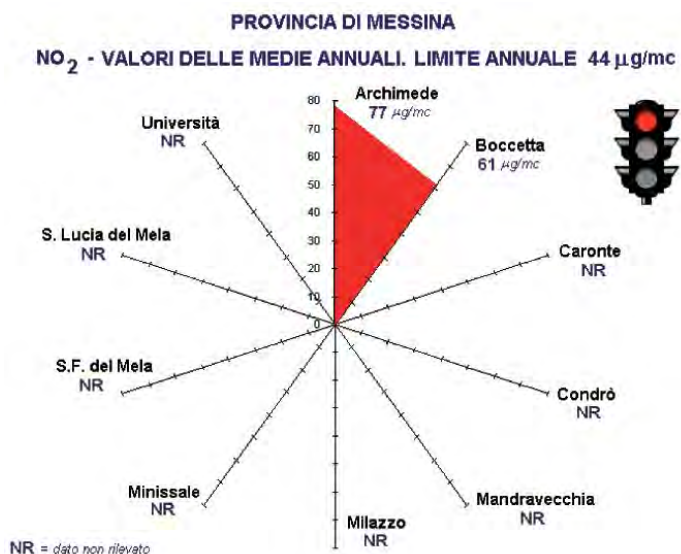 PROVINCIA DI MESSINA
NO2 - VALORI DELLE MEDIE ANNUALI. LIMITE ANNUALE 44 µg/mc
Archimede
77 µg/mc
Università
NR
Boccetta
61 µg/mc
S. Lucia del Mela
NR
Caronte
NR
S.F. del Mela
NR
Condrò
NR
Minissale
NR
Mandravecchia
NR
Milazzo
NR
80
70
60
50
40
30
20
10
0
NR = dato non rilevato